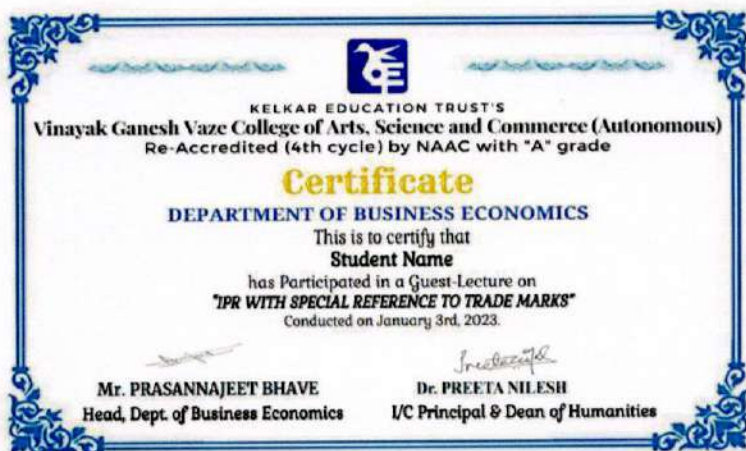 KELKAR EDUCATION TRUST'S
Vinayak Ganesh Vaze College of Arts, Science and Commerce (Autonomous)
Re-Accredited (4th cycle) by NAAC with "A" grade
Certificate
DEPARTMENT OF BUSINESS ECONOMICS
This is to certify that
Student Name
has Participated in a Guest-Lecture on
"IPR WITH SPECIAL REFERENCE TO TRADE MARKS"
Conducted on January 3rd, 2023.
Mr. PRASANNAJEET BHAVE
Head, Dept. of Business Economics
Dr. PREETA NILESH
I/C Principal & Dean of Humanities